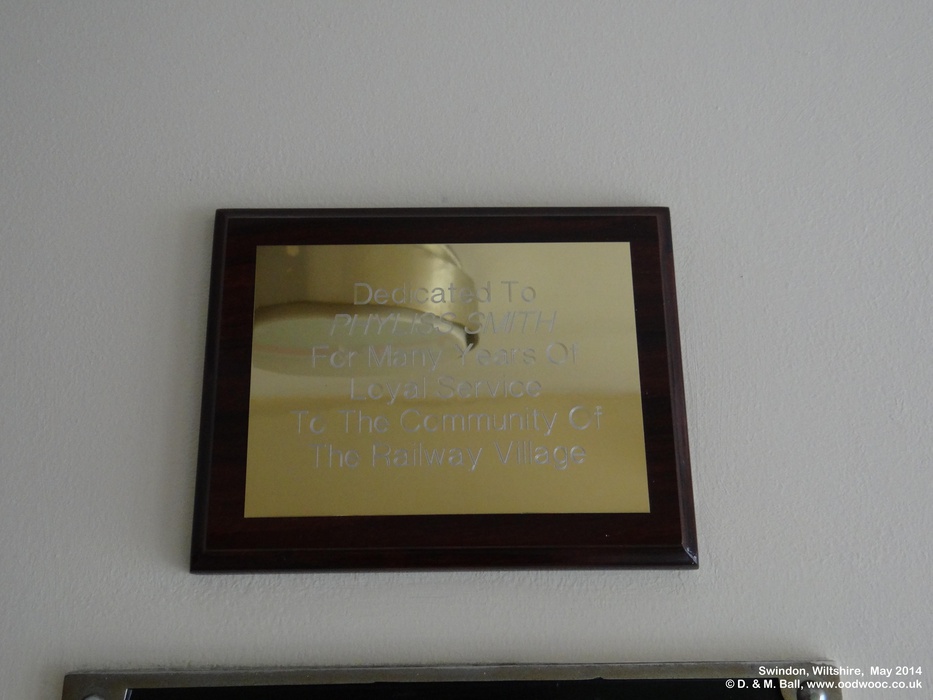 Dedicated To
PHYLISS SMITH
For Many Years Of
Loyal Service
To The Community Of
The Railway Village
Swindon, Wiltshire, May 2014
© D. & M. Ball, www.oodwooc.co.uk